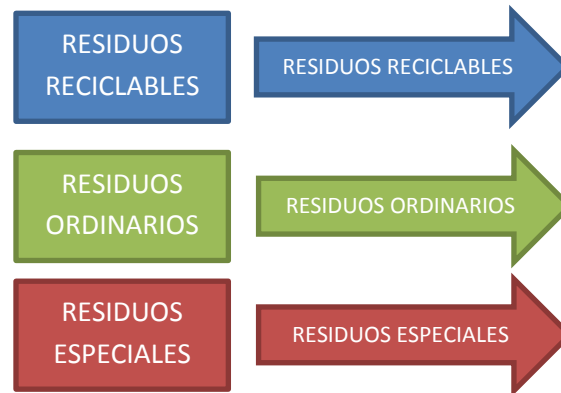 RESIDUOS
RECICLABLES
RESIDUOS RECICLABLES
RESIDUOS
ORDINARIOS
RESIDUOS ORDINARIOS
RESIDUOS
ESPECIALES
RESIDUOS ESPECIALES